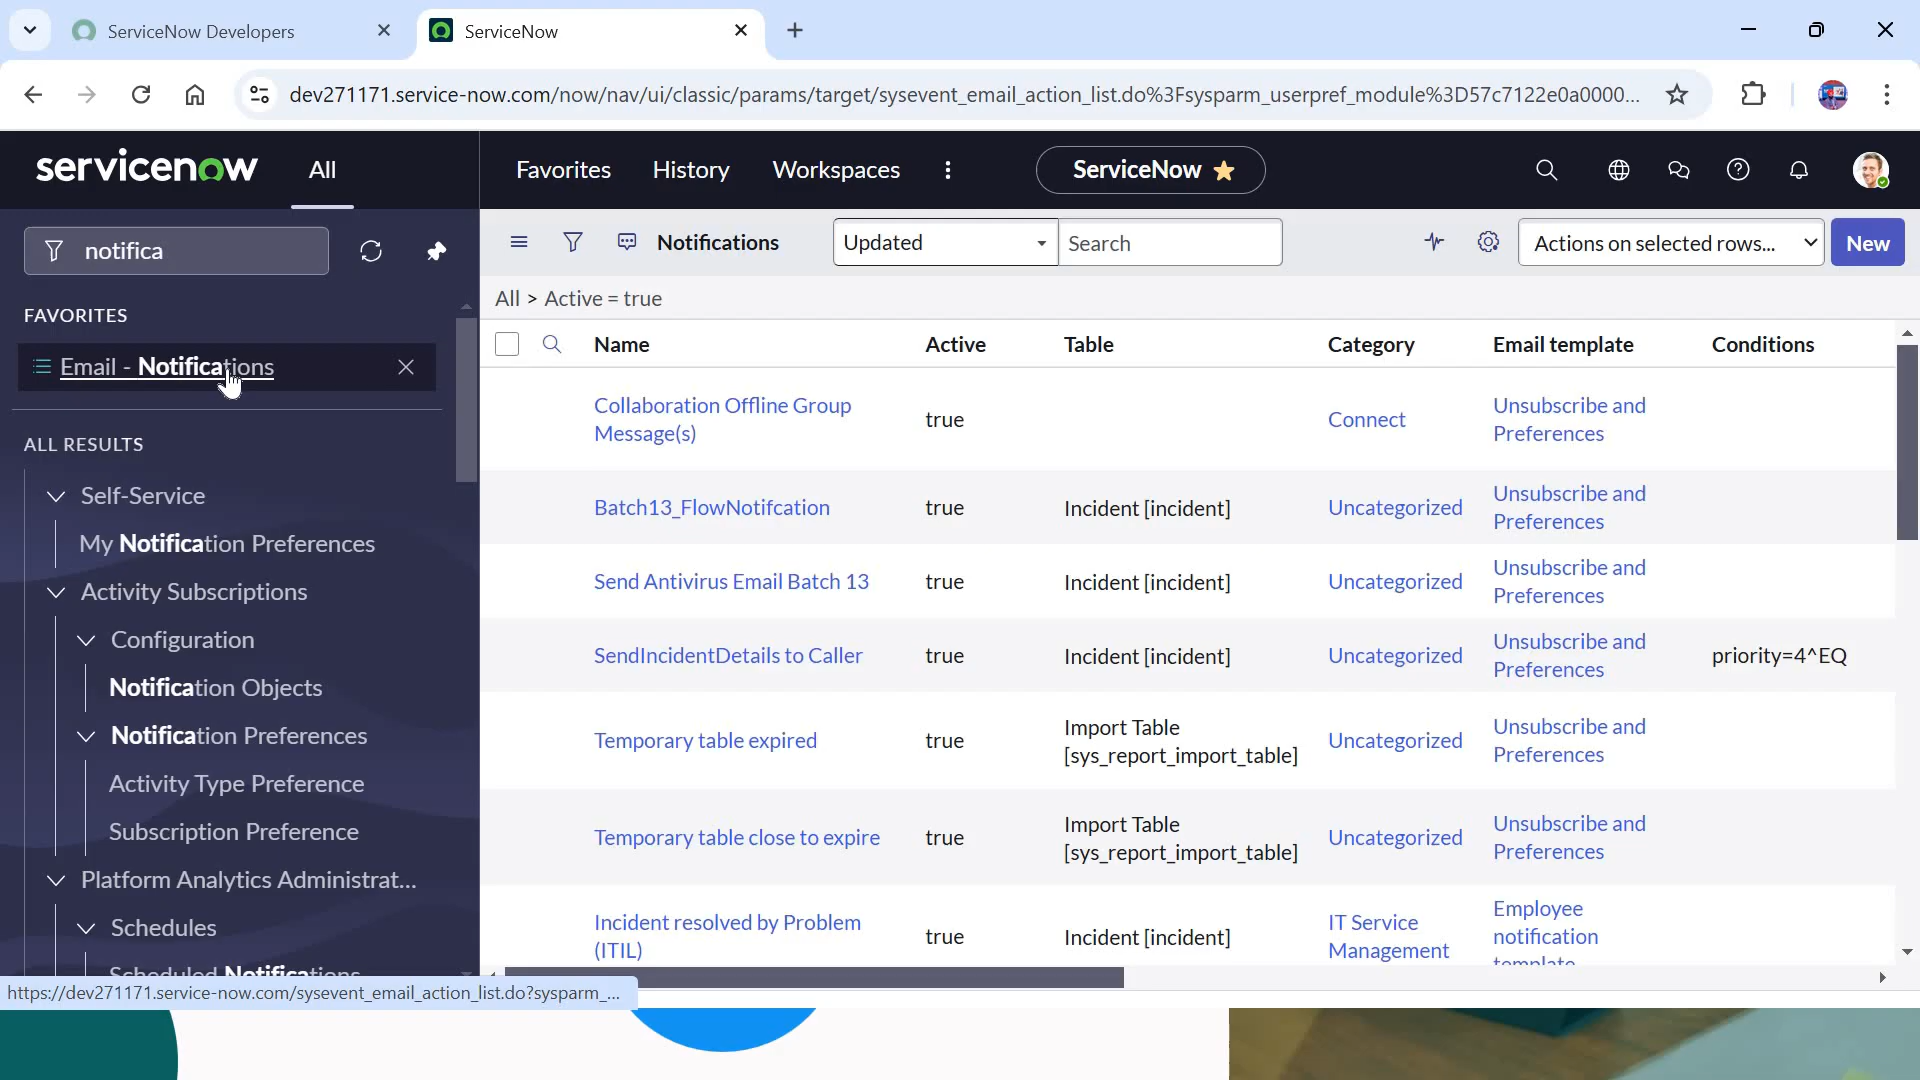 ServiceNow Developers
ServiceNow
dev271171.service-now.com/now/nav/ui/classic/params/target/sysevent_email_action_list.do%3Fsysparm_userpref_module%3D57c7122e0a0000...
servicenow
All
Favorites
History
Workspaces
ServiceNow
notifica
Notifications
Updated
Search
Actions on selected rows...
New
All > Active = true
FAVORITES
Email - Notifications
ALL RESULTS
Self-Service
My Notification Preferences
Activity Subscriptions
Configuration
Notification Objects
Notification Preferences
Activity Type Preference
Subscription Preference
Platform Analytics Administrat...
Schedules
Scheduled Notifications
Name Active Table Category Email template Conditions
Collaboration Offline Group
Message(s)
true
Connect
Unsubscribe and
Preferences
Batch13_FlowNotifcation
true
Incident [incident]
Uncategorized
Unsubscribe and
Preferences
Send Antivirus Email Batch 13
true
Incident [incident]
Uncategorized
Unsubscribe and
Preferences
SendIncidentDetails to Caller
true
Incident [incident]
Uncategorized
Unsubscribe and
Preferences
priority=4^EQ
Temporary table expired
true
Import Table
[sys_report_import_table]
Uncategorized
Unsubscribe and
Preferences
Temporary table close to expire
true
Import Table
[sys_report_import_table]
Uncategorized
Unsubscribe and
Preferences
Incident resolved by Problem
(ITIL)
true
Incident [incident]
IT Service
Management
Employee
notification
template
https://dev271171.service-now.com/sysevent_email_action_list.do?sysparm_...